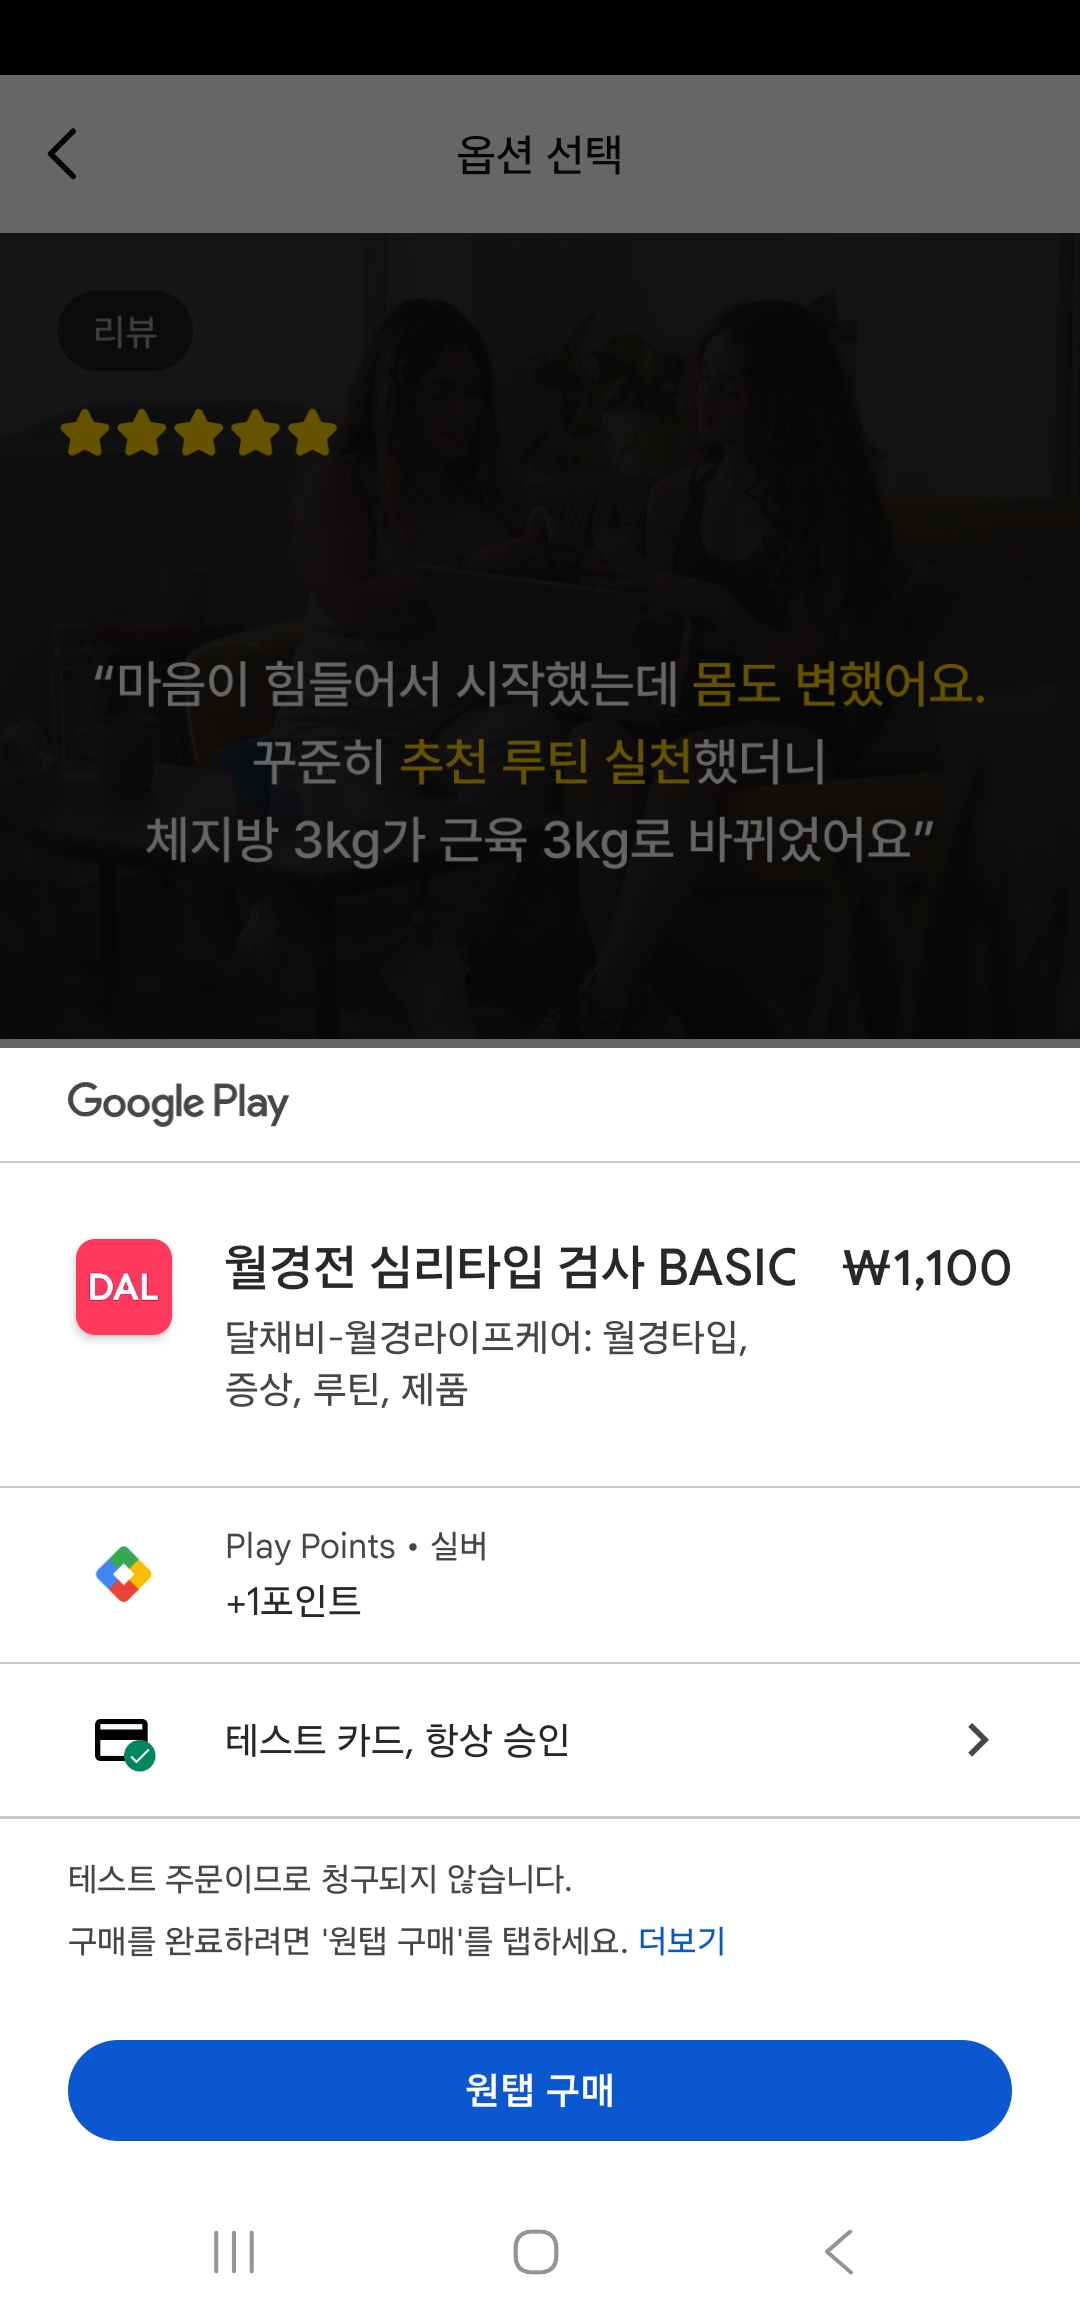 옵션 선택
리뷰
“마음이 힘들어서 시작했는데 몸도 변했어요.
꾸준히 추천 루틴 실천했더니
체지방 3kg가 근육 3kg로 바뀌었어요”
Google Play
DAL
월경전 심리타입 검사 BASIC ₩1,100
달채비-월경라이프케어: 월경타입,
증상, 루틴, 제품
Play Points • 실버
+1포인트
테스트 카드, 항상 승인
테스트 주문이므로 청구되지 않습니다.
구매를 완료하려면 '원탭 구매'를 탭하세요. 더보기
원탭 구매